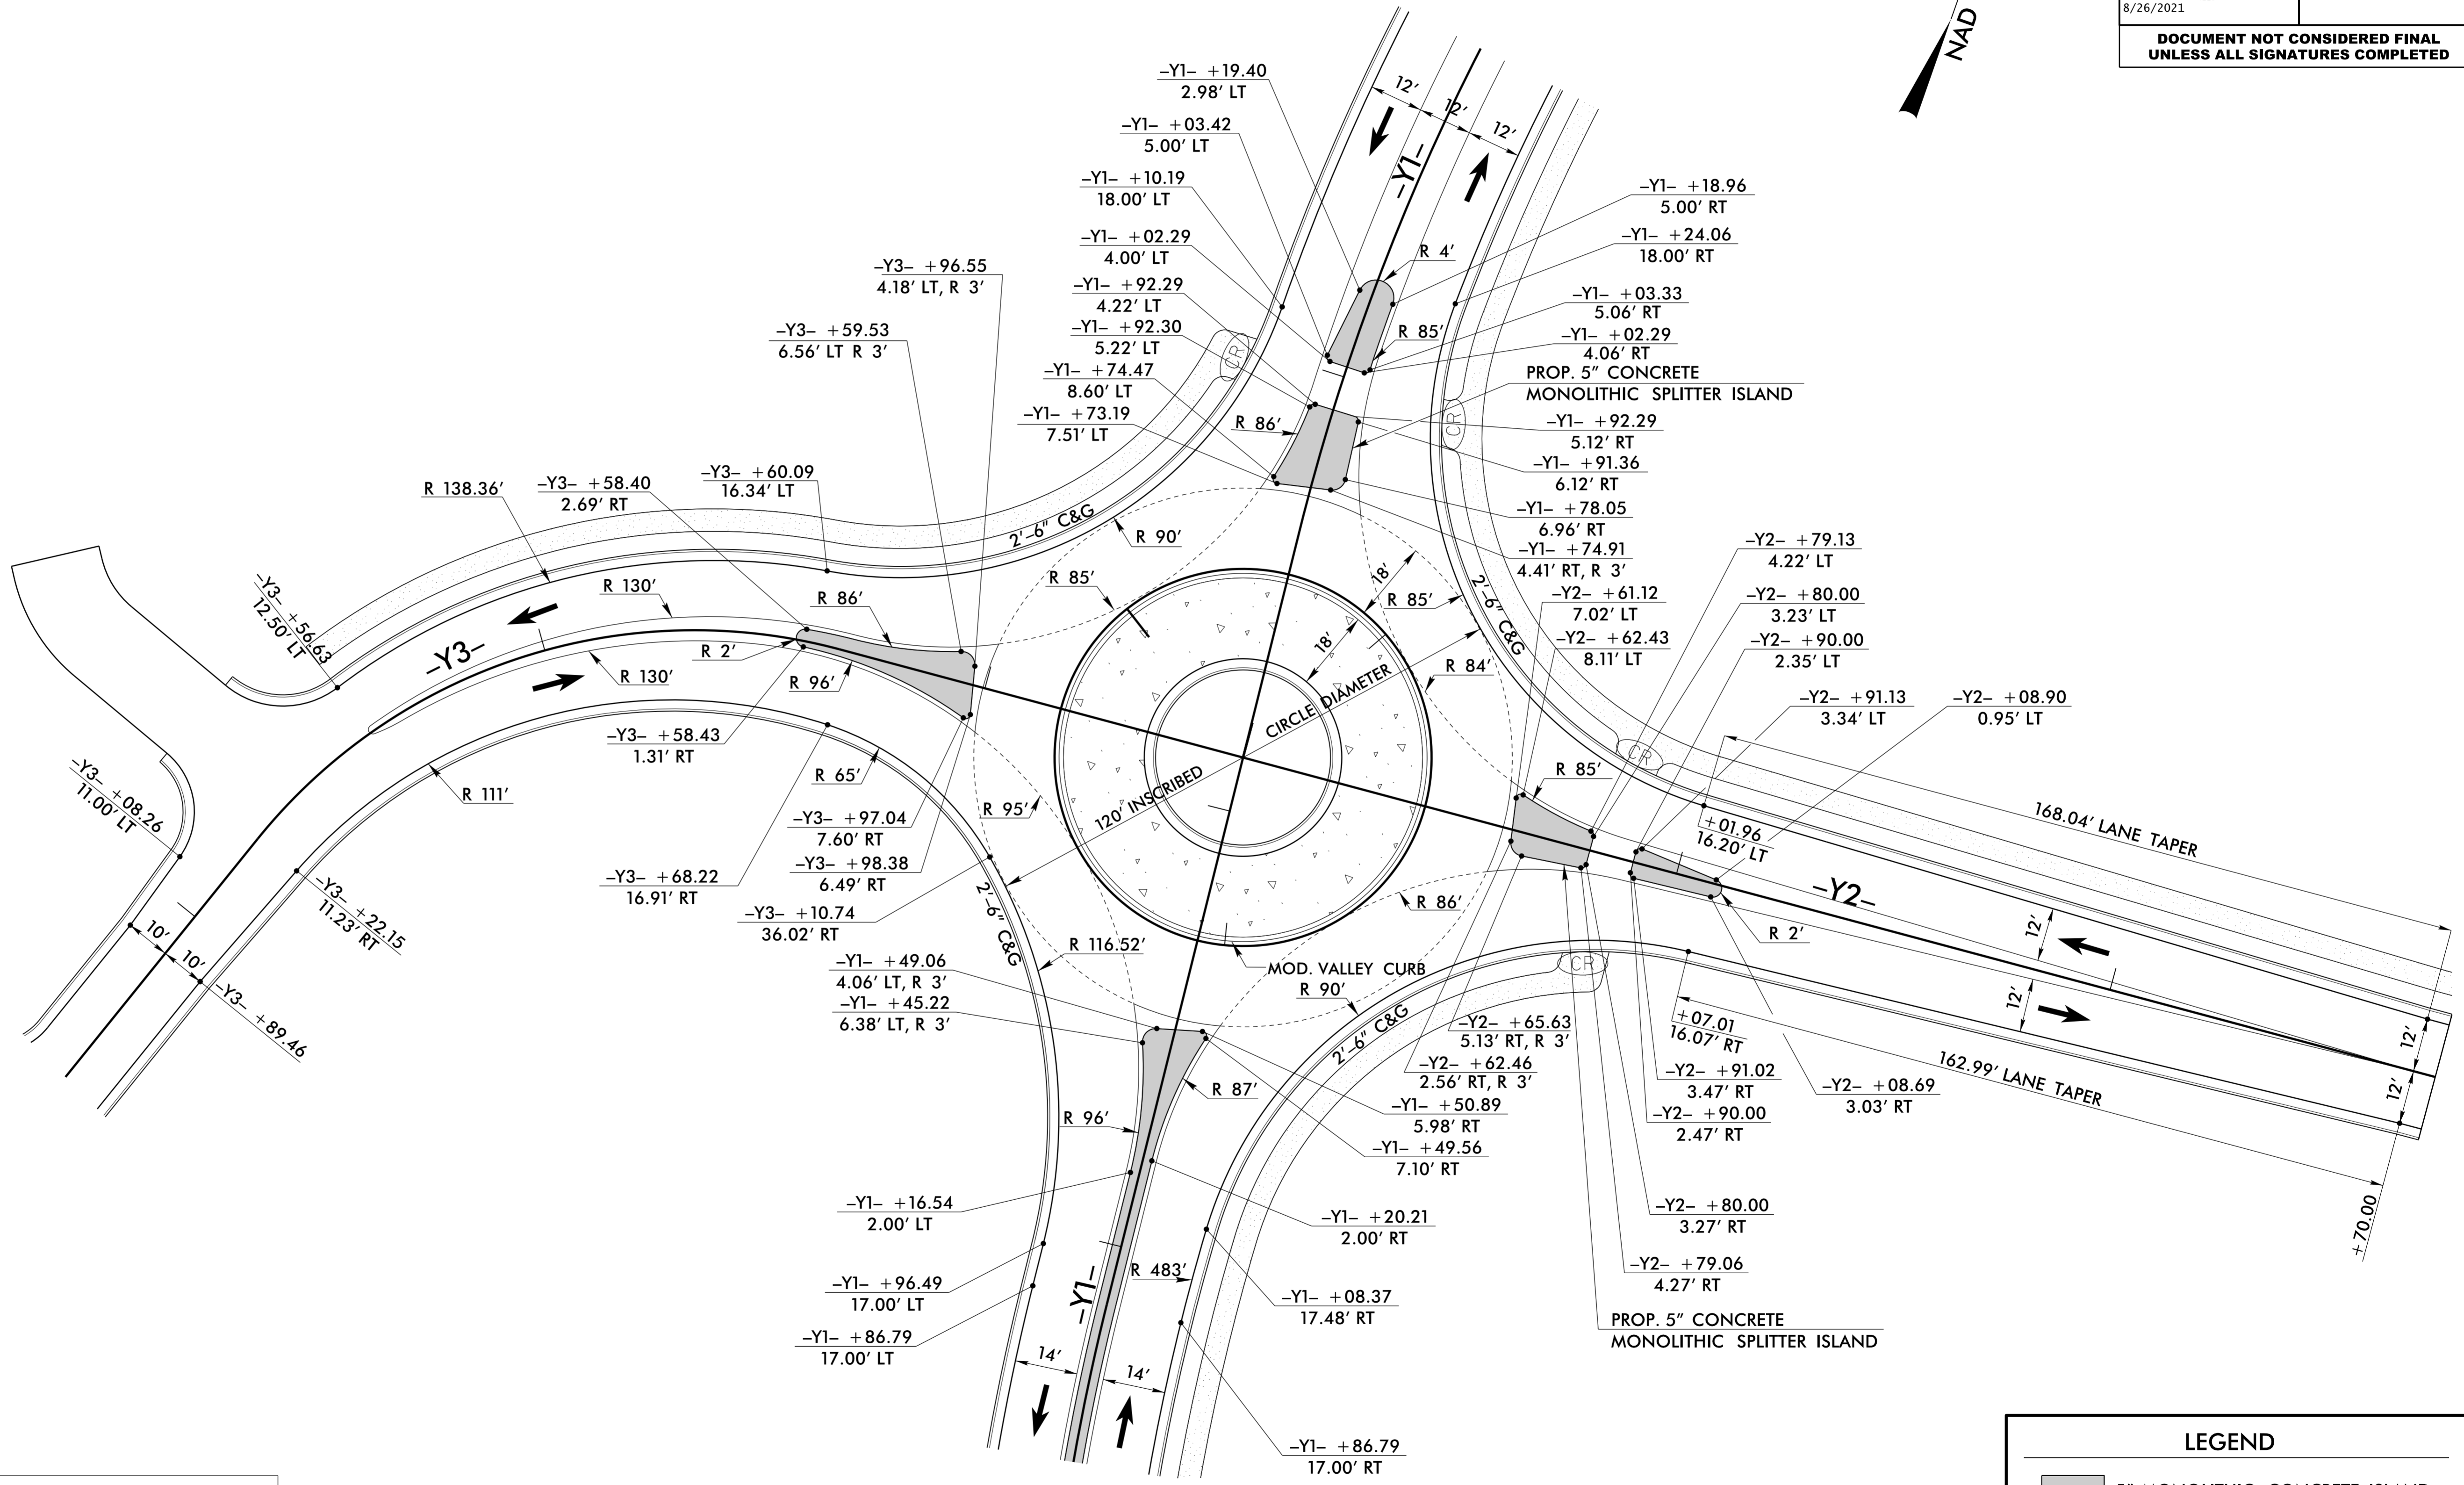 8/26/2021
DOCUMENT NOT CONSIDERED FINAL
UNLESS ALL SIGNATURES COMPLETED
NAD
–Y1– +19.40
2.98' LT
–Y1– +03.42
5.00' LT
–Y1– +10.19
18.00' LT
–Y1– +02.29
4.00' LT
–Y1– +92.29
4.22' LT
–Y1– +92.30
5.22' LT
–Y1– +74.47
8.60' LT
–Y1– +73.19
7.51' LT
–Y3– +96.55
4.18' LT, R 3'
–Y3– +59.53
6.56' LT R 3'
12'
12'
12'
–Y1–
R 4'
–Y1– +18.96
5.00' RT
–Y1– +24.06
18.00' RT
–Y1– +03.33
5.06' RT
–Y1– +02.29
4.06' RT
R 85'
PROP. 5" CONCRETE
MONOLITHIC SPLITTER ISLAND
R 86'
–Y1– +92.29
5.12' RT
–Y1– +91.36
6.12' RT
–Y1– +78.05
6.96' RT
–Y1– +74.91
4.41' RT, R 3'
CR
CR
–Y2– +61.12
7.02' LT
–Y2– +62.43
8.11' LT
–Y2– +79.13
4.22' LT
–Y2– +80.00
3.23' LT
–Y2– +90.00
2.35' LT
–Y2– +91.13
3.34' LT
–Y2– +08.90
0.95' LT
R 138.36'
–Y3– +58.40
2.69' RT
–Y3– +60.09
16.34' LT
2'–6" C&G
R 90'
–Y3– +56.63
12.50' LT
R 130'
R 86'
R 85'
18'
R 85'
2'–6" C&G
18'
R 84'
–Y3–
R 2'
R 130'
R 96'
CIRCLE DIAMETER
120' INSCRIBED
R 85'
CR
+01.96
16.20' LT
168.04' LANE TAPER
–Y3– +58.43
1.31' RT
R 65'
–Y3– +08.26
11.00' LT
R 111'
R 95'
–Y3– +97.04
7.60' RT
–Y3– +98.38
6.49' RT
–Y3– +68.22
16.91' RT
–Y3– +10.74
36.02' RT
2'–6" C&G
–Y3– +22.15
11.23' RT
10'
10'
–Y3– +89.46
R 116.52'
R 86'
–Y2–
R 2'
12'
12'
12'
12'
MOD. VALLEY CURB
R 90'
CR
2'–6" C&G
–Y1– +49.06
4.06' LT, R 3'
–Y1– +45.22
6.38' LT, R 3'
–Y2– +65.63
5.13' RT, R 3'
–Y2– +62.46
2.56' RT, R 3'
+07.01
16.07' RT
162.99' LANE TAPER
–Y2– +91.02
3.47' RT
–Y2– +90.00
2.47' RT
–Y2– +08.69
3.03' RT
R 87'
R 96'
–Y1– +50.89
5.98' RT
–Y1– +49.56
7.10' RT
–Y1– +16.54
2.00' LT
–Y1– +20.21
2.00' RT
–Y2– +80.00
3.27' RT
–Y2– +79.06
4.27' RT
+70.00
–Y1– +96.49
17.00' LT
–Y1– +86.79
17.00' LT
–Y1–
R 483'
–Y1– +08.37
17.48' RT
PROP. 5" CONCRETE
MONOLITHIC SPLITTER ISLAND
14'
14'
–Y1– +86.79
17.00' RT
LEGEND
5" MONOLITHIC CONCRETE ISLAND